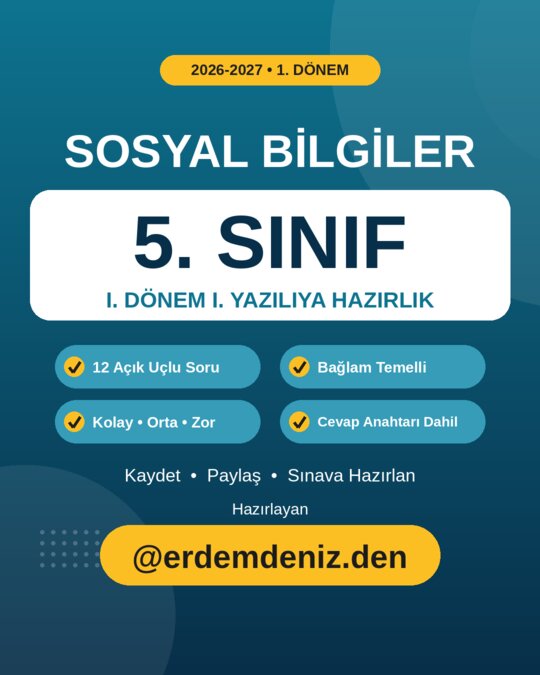 2026-2027 • 1. DÖNEM
SOSYAL BİLGİLER
5. SINIF
I. DÖNEM I. YAZILIYA HAZIRLIK
12 Açık Uçlu Soru
Bağlam Temelli
Kolay • Orta • Zor
Cevap Anahtarı Dahil
Kaydet • Paylaş • Sınava Hazırlan
Hazırlayan
@erdemdeniz.den